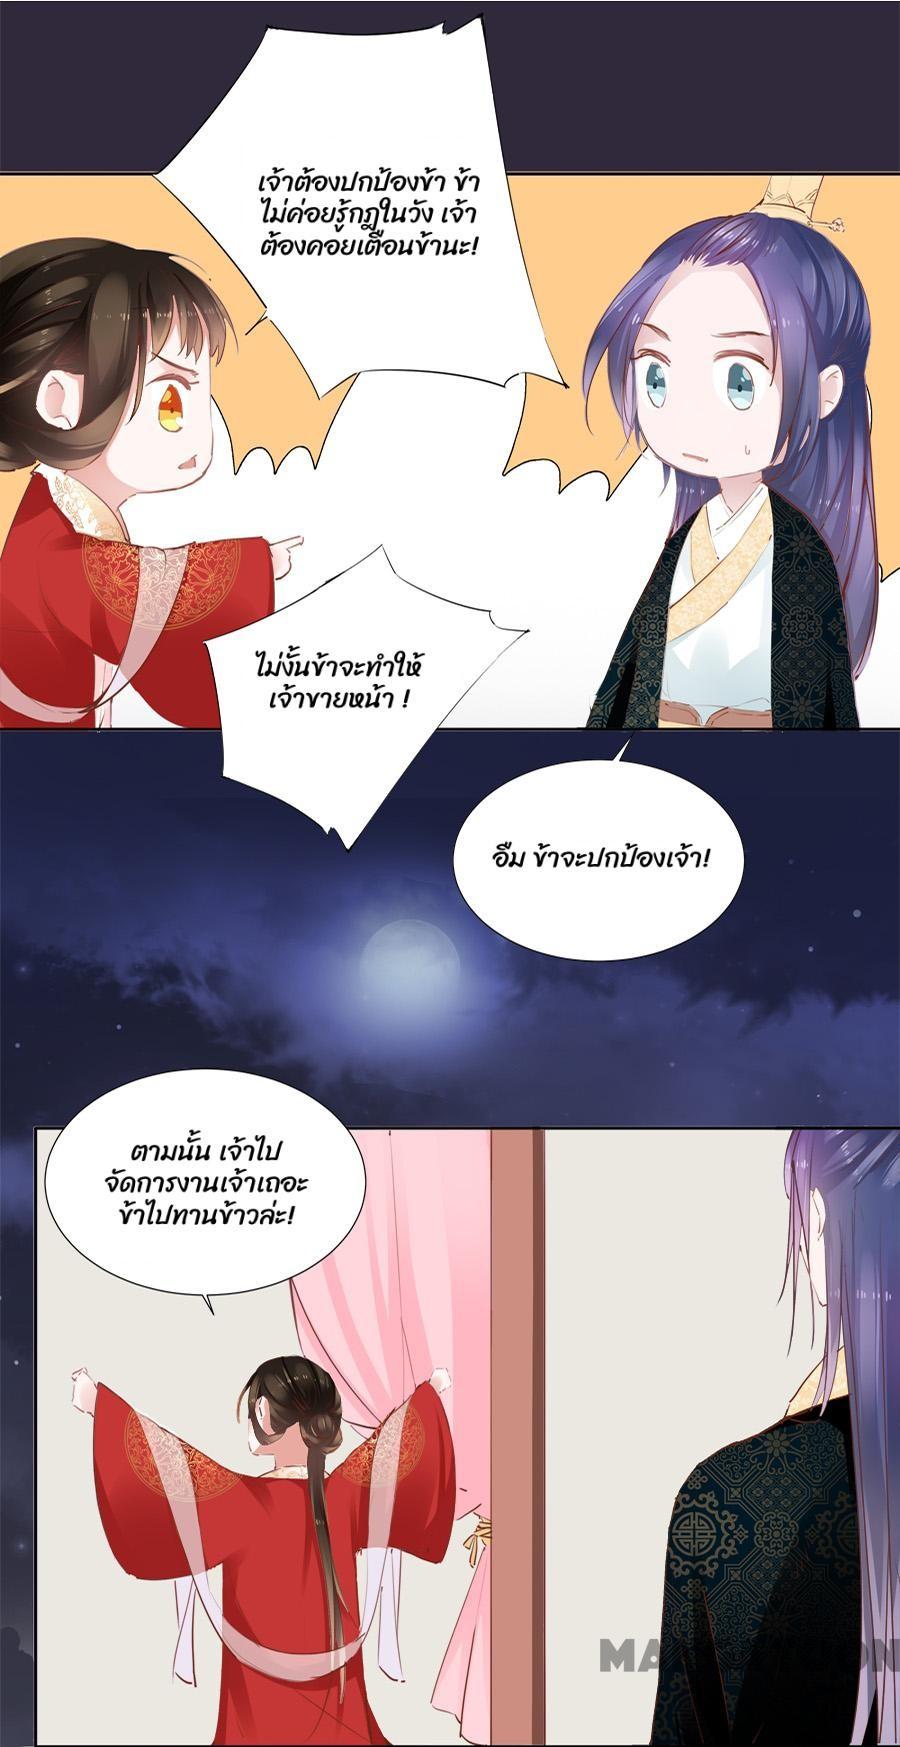 เจ้าต้องปกป้องข้า ข้า
ไม่ค่อยรู้กฎในวัง เจ้า
ต้องคอยเตือนข้านะ!
ไม่งั้นข้าจะทำให้
เจ้าขายหน้า !
อืม ข้าจะปกป้องเจ้า!
ตามนั้น เจ้าไป
จัดการงานเจ้าเถอะ
ข้าไปทานข้าวล่ะ!